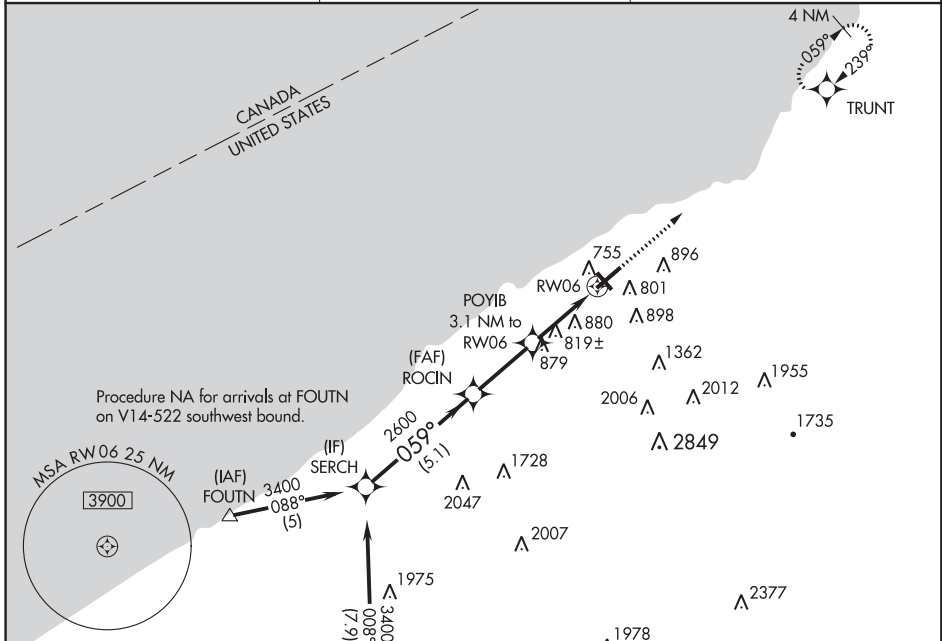 4 NM
059°
239°
TRUNT
CANADA
UNITED STATES
755
896
RW06
801
POYIB
3.1 NM to
RW06
880
898
819±
879
(FAF)
ROCIN
1362
1955
2012
2006
Procedure NA for arrivals at FOUTN
on V14-522 southwest bound.
2600
059°
(5.1)
1735
2849
MSA RW06 25 NM
3900
(IAF)
FOUTN
(IF)
SERCH
3400
088°
(5)
1728
2047
2007
1975
2377
3400
008°
(7.9)
1978